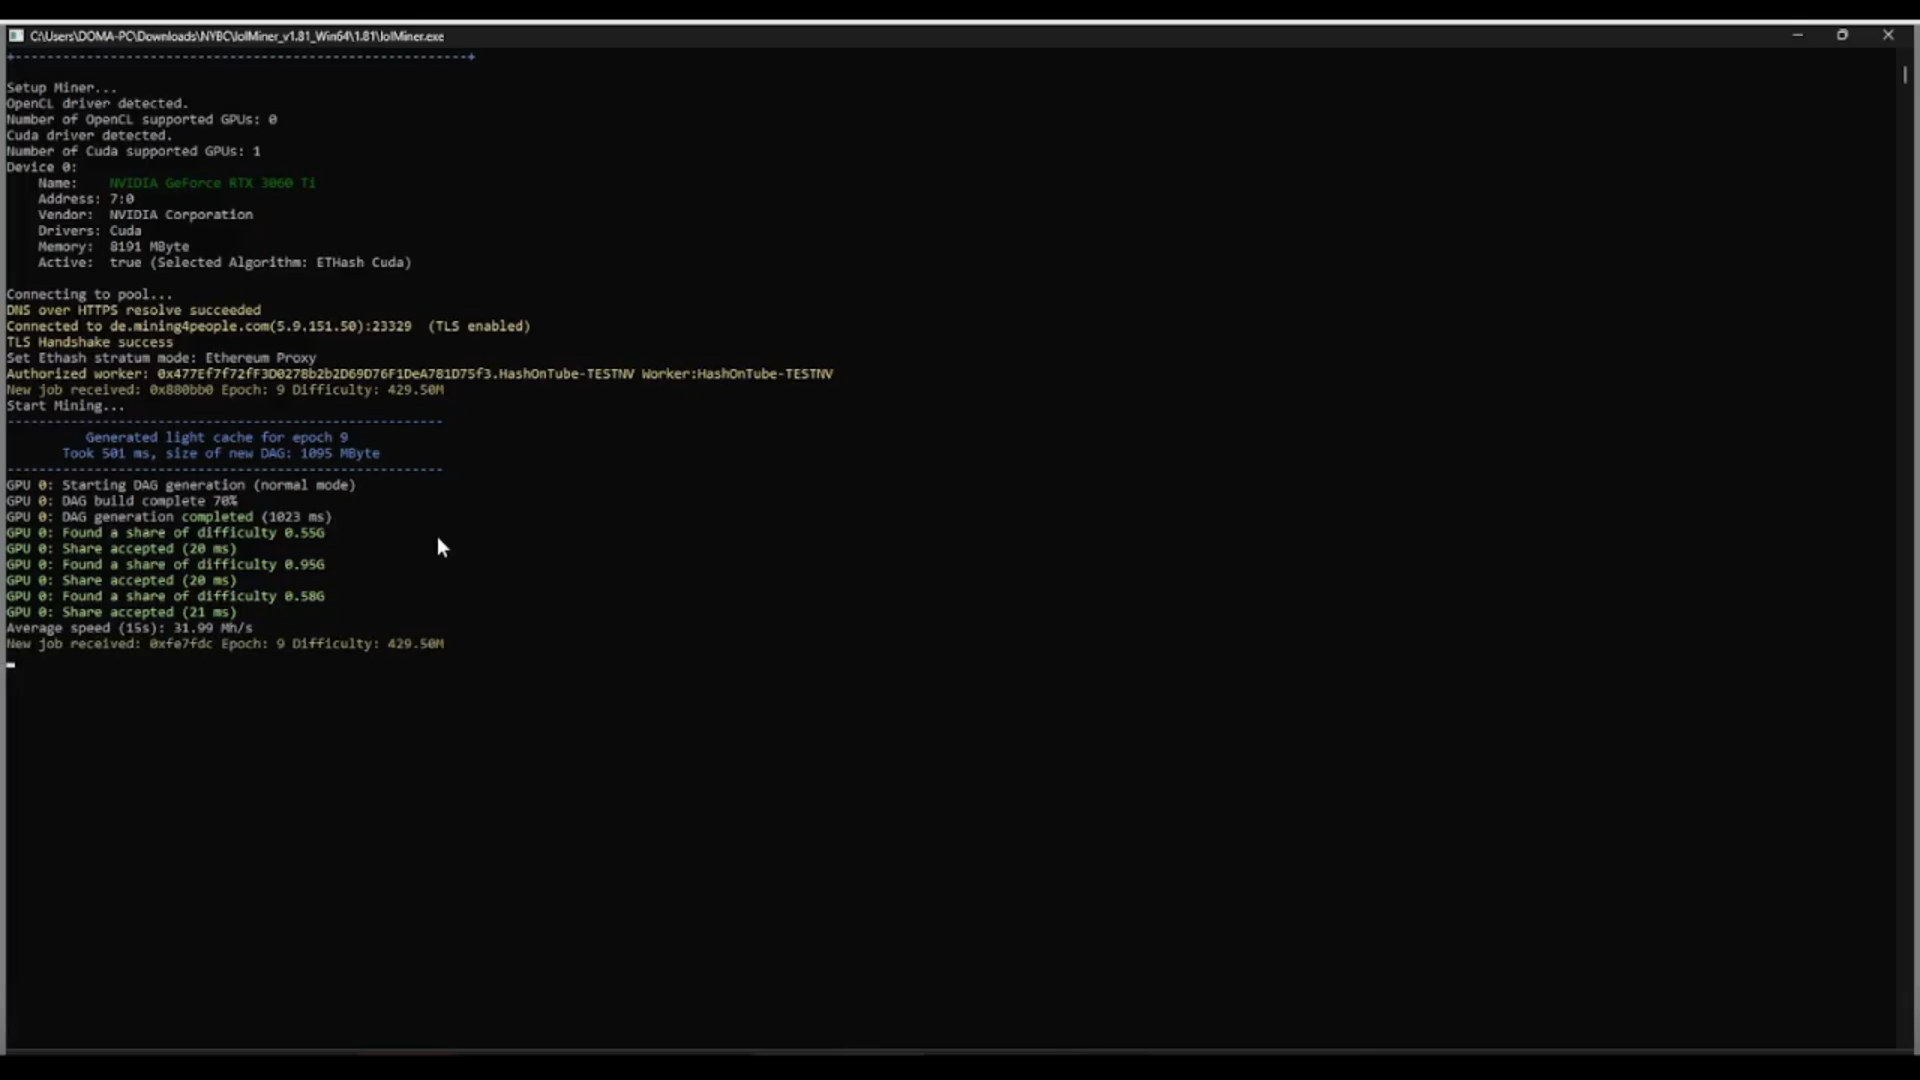 C:\Users\DOMA-PC\Downloads\NYBC\lolMiner_v1.81_Win64\1.81\lolMiner.exe
+----------------------------------------------------------+
Setup Miner...
OpenCL driver detected.
Number of OpenCL supported GPUs: 0
Cuda driver detected.
Number of Cuda supported GPUs: 1
Device 0:
Name: NVIDIA GeForce RTX 3060 Ti
Address: 7:0
Vendor: NVIDIA Corporation
Drivers: Cuda
Memory: 8191 MByte
Active: true (Selected Algorithm: ETHash Cuda)
Connecting to pool...
DNS over HTTPS resolve succeeded
Connected to de.mining4people.com(5.9.151.50):23329 (TLS enabled)
TLS Handshake success
Set Ethash stratum mode: Ethereum Proxy
Authorized worker: 0x477Ef7f72fF3D0278b2b2D69D76F1DeA781D75f3.HashOnTube-TESTNV Worker:HashOnTube-TESTNV
New job received: 0x880bb0 Epoch: 9 Difficulty: 429.50M
Start Mining...
-------------------------------------------------------
Generated light cache for epoch 9
Took 501 ms, size of new DAG: 1095 MByte
-------------------------------------------------------
GPU 0: Starting DAG generation (normal mode)
GPU 0: DAG build complete 70%
GPU 0: DAG generation completed (1023 ms)
GPU 0: Found a share of difficulty 0.55G
GPU 0: Share accepted (20 ms)
GPU 0: Found a share of difficulty 0.95G
GPU 0: Share accepted (20 ms)
GPU 0: Found a share of difficulty 0.58G
GPU 0: Share accepted (21 ms)
Average speed (15s): 31.99 Mh/s
New job received: 0xfe7fdc Epoch: 9 Difficulty: 429.50M